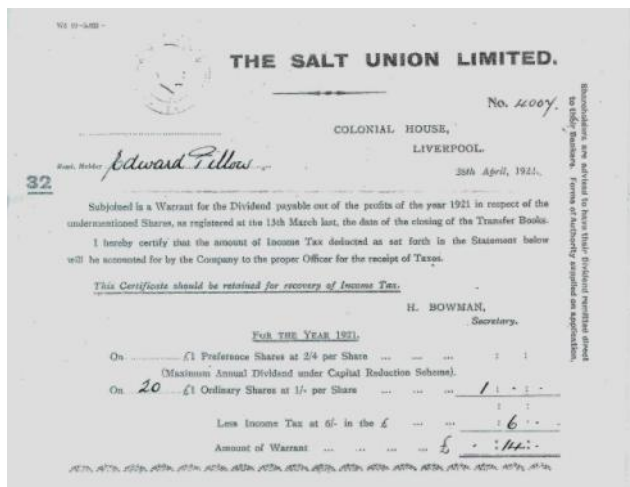 THE SALT UNION LIMITED.
No. 4007.
COLONIAL HOUSE,
LIVERPOOL.
April, 1921.
Holder Edward Pillow
32
Subjoined is a Warrant for the Dividend payable out of the profits of the year 1921 in respect of the
undermentioned Shares, as registered at the 13th March last, the date of the closing of the Transfer Books.
I hereby certify that the amount of Income Tax deducted as set forth in the Statement below
will be accounted for by the Company to the proper Officer for the receipt of Taxes.
This Certificate should be retained for recovery of Income Tax.
H. BOWMAN,
Secretary.
FOR THE YEAR 1921.
On £1 Preference Shares at 2/4 per Share ... ... ... : :
(Maximum Annual Dividend under Capital Reduction Scheme).
On 20 £1 Ordinary Shares at 1/- per Share ... ... ... 1 : - : -
: :
Less Income Tax at 6/- in the £ ... ... : 6 : -
Amount of Warrant ... ... ... ... £ - : 14 : -
Shareholders are advised to have their dividend remitted direct
to their Bankers. Forms of Authority supplied on application.